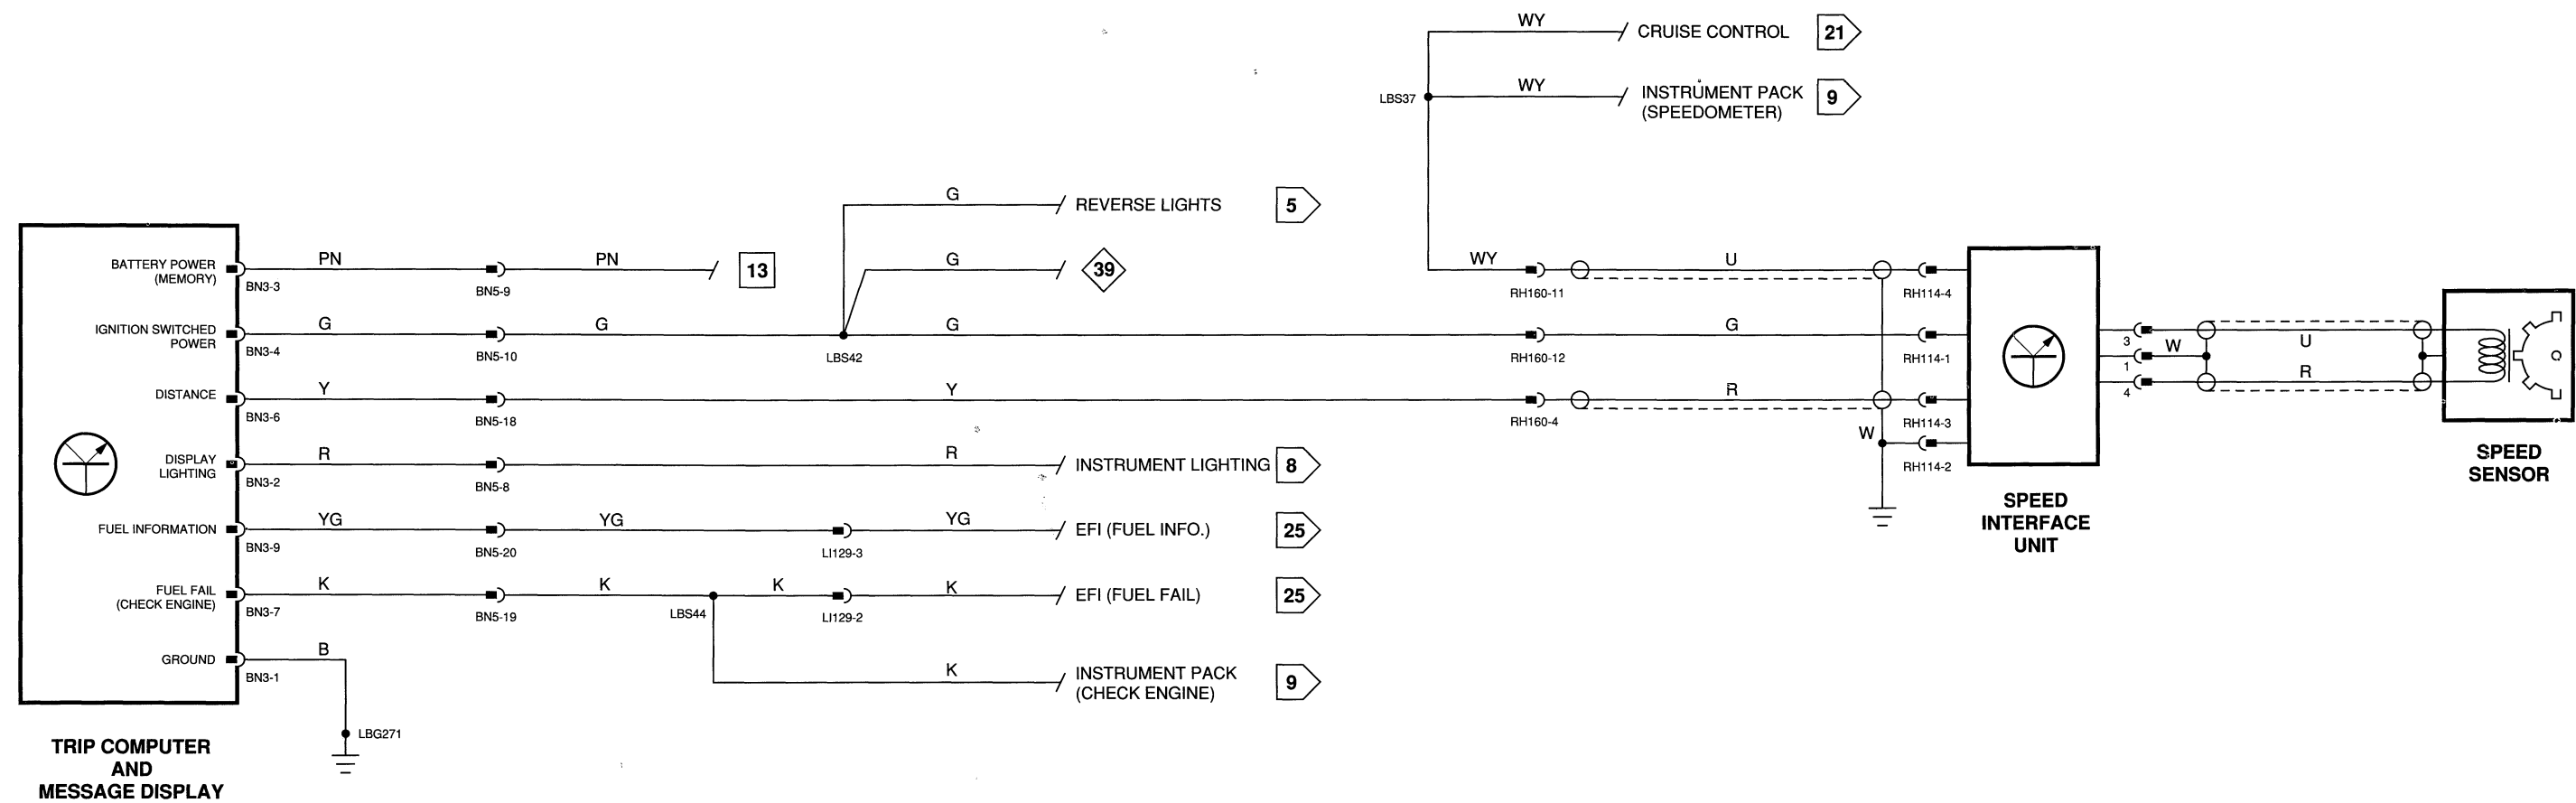 WY
CRUISE CONTROL
21
WY
INSTRUMENT PACK
(SPEEDOMETER)
9
LBS37
G
REVERSE LIGHTS
5
BATTERY POWER
(MEMORY)
BN3-3
PN
BN5-9
PN
13
G
39
WY
RH160-11
U
RH114-4
IGNITION SWITCHED
POWER
BN3-4
G
BN5-10
G
LBS42
G
RH160-12
G
RH114-1
3
U
W
1
R
4
DISTANCE
BN3-6
Y
BN5-18
Y
RH160-4
R
RH114-3
W
RH114-2
DISPLAY
LIGHTING
BN3-2
R
BN5-8
R
INSTRUMENT LIGHTING
8
SPEED
SENSOR
SPEED
INTERFACE
UNIT
FUEL INFORMATION
BN3-9
YG
BN5-20
YG
LI129-3
YG
EFI (FUEL INFO.)
25
FUEL FAIL
(CHECK ENGINE)
BN3-7
K
BN5-19
K
LBS44
K
LI129-2
K
EFI (FUEL FAIL)
25
GROUND
BN3-1
B
K
INSTRUMENT PACK
(CHECK ENGINE)
9
LBG271
TRIP COMPUTER
AND
MESSAGE DISPLAY